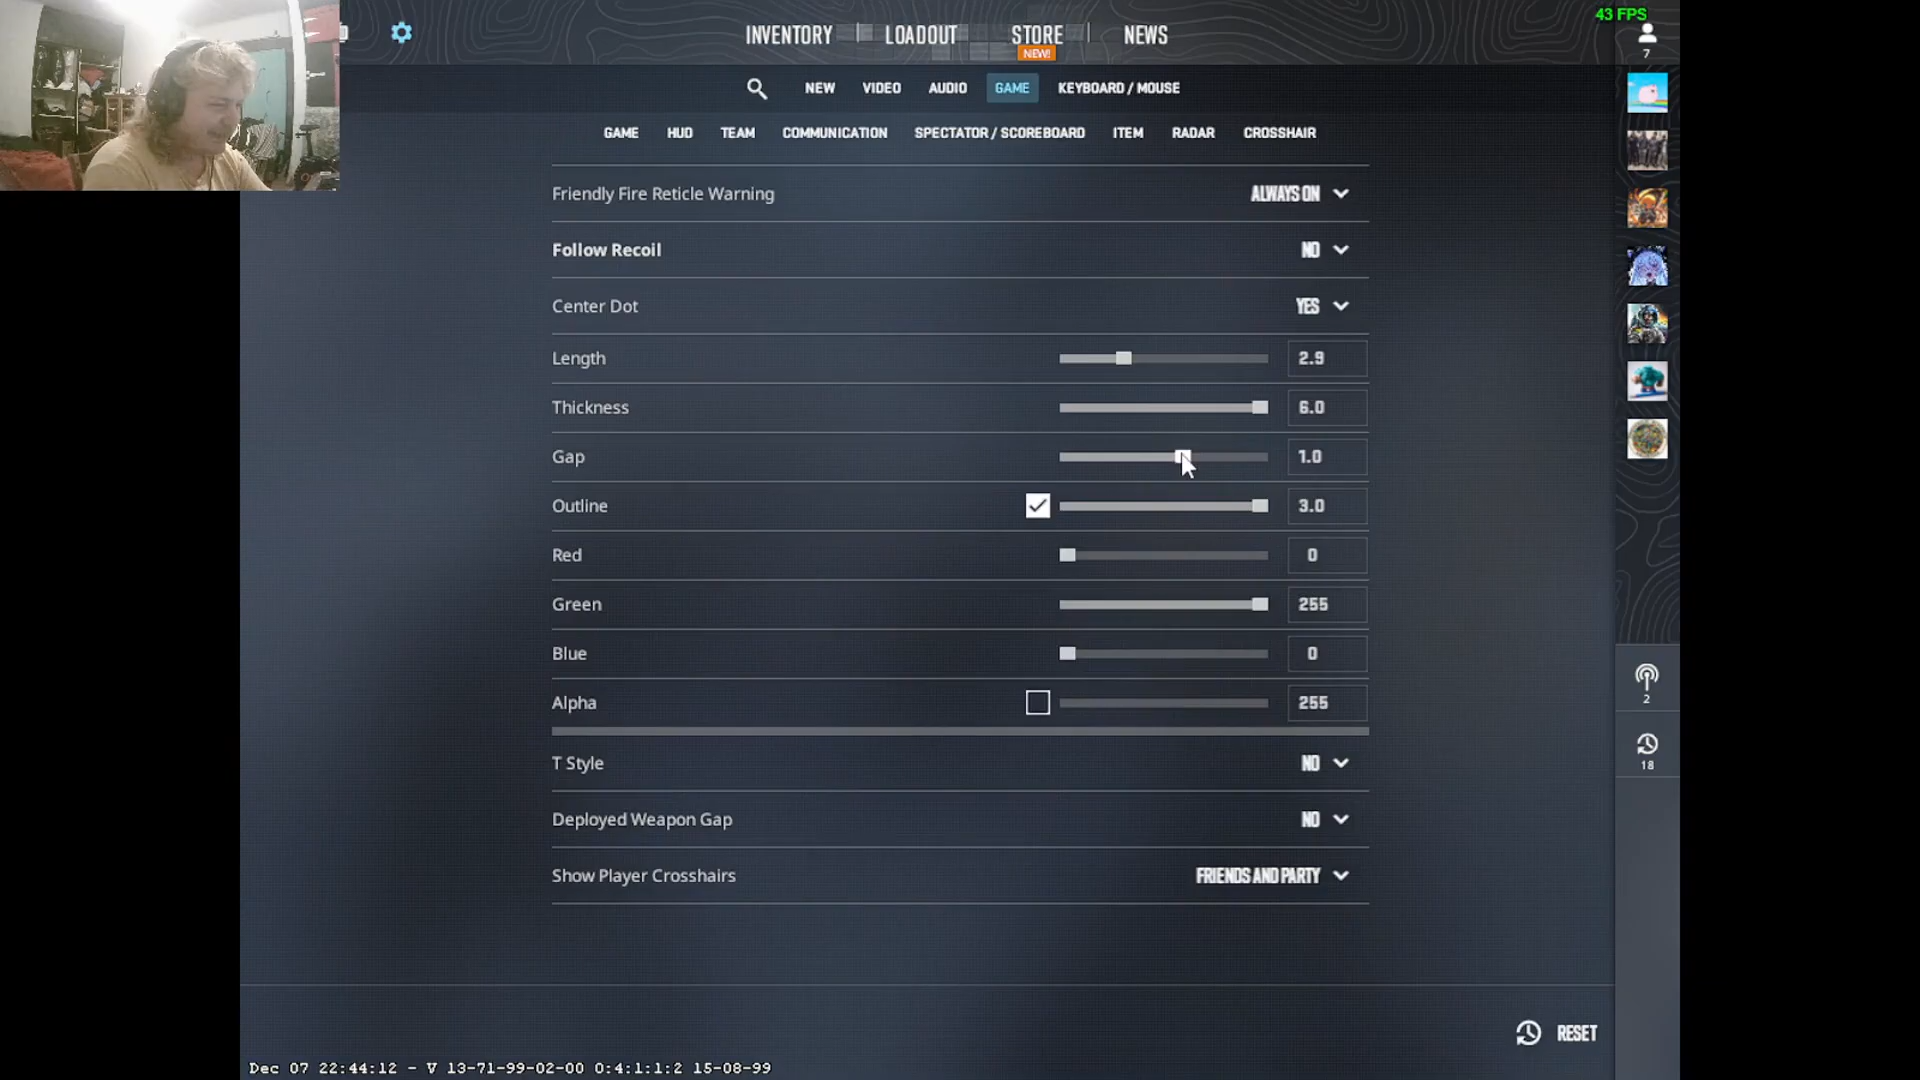 43 FPS
INVENTORY LOADOUT STORE NEWS
NEW!
7
NEW VIDEO AUDIO GAME KEYBOARD / MOUSE
GAME HUD TEAM COMMUNICATION SPECTATOR / SCOREBOARD ITEM RADAR CROSSHAIR
Friendly Fire Reticle Warning ALWAYS ON
Follow Recoil NO
Center Dot YES
Length 2.9
Thickness 6.0
Gap 1.0
Outline 3.0
Red 0
Green 255
Blue 0
Alpha 255
2
T Style NO
18
Deployed Weapon Gap NO
Show Player Crosshairs FRIENDS AND PARTY
RESET
Dec 07 22:44:12 - V 13-71-99-02-00 0:4:1:1:2 15-08-99